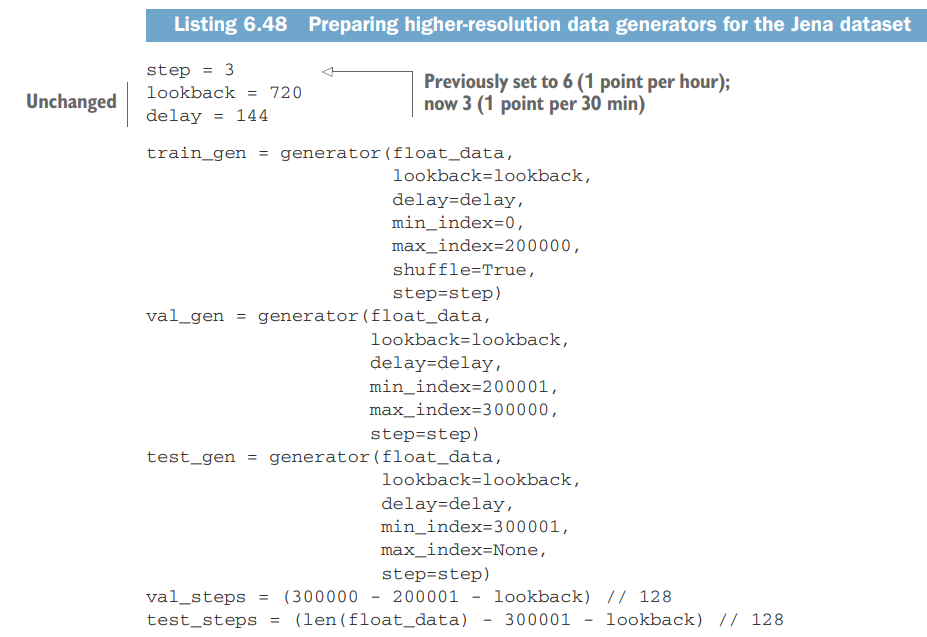 Listing 6.48 Preparing higher-resolution data generators for the Jena dataset
step = 3
Previously set to 6 (1 point per hour);
now 3 (1 point per 30 min)
Unchanged
lookback = 720
delay = 144
train_gen = generator(float_data,
lookback=lookback,
delay=delay,
min_index=0,
max_index=200000,
shuffle=True,
step=step)
val_gen = generator(float_data,
lookback=lookback,
delay=delay,
min_index=200001,
max_index=300000,
step=step)
test_gen = generator(float_data,
lookback=lookback,
delay=delay,
min_index=300001,
max_index=None,
step=step)
val_steps = (300000 - 200001 - lookback) // 128
test_steps = (len(float_data) - 300001 - lookback) // 128